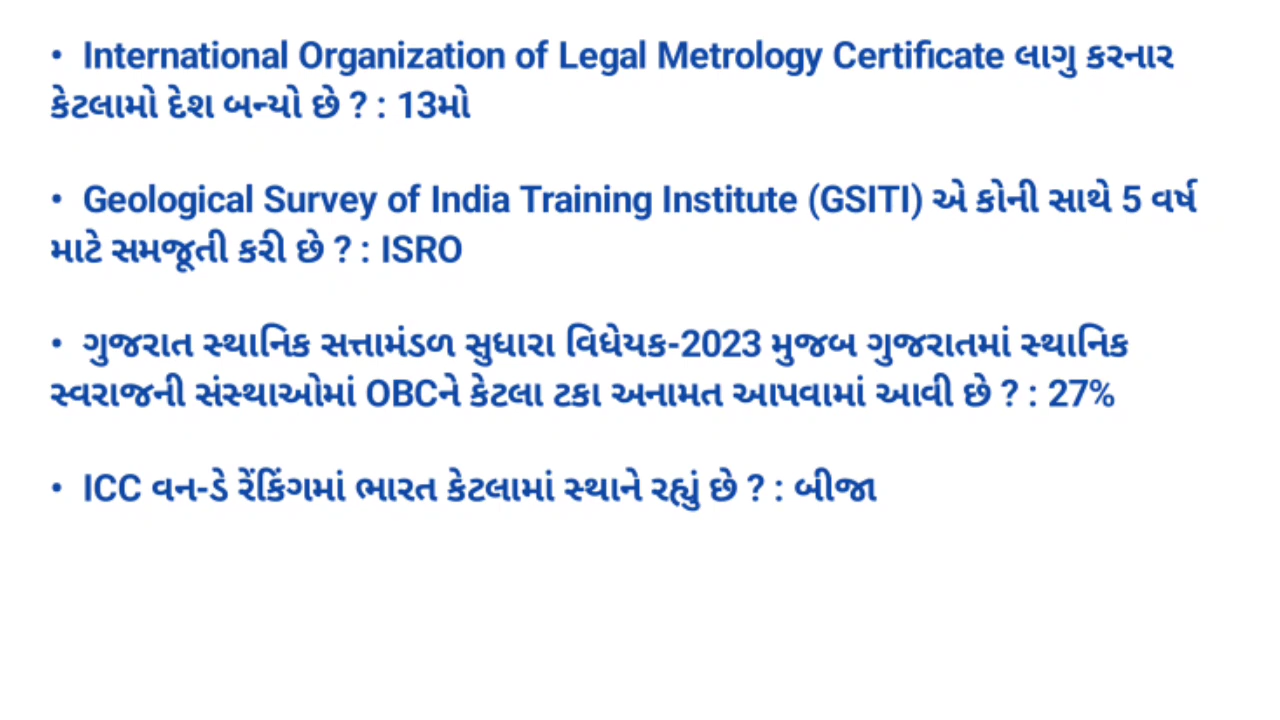 • International Organization of Legal Metrology Certificate લાગુ કરનાર
કેટલામો દેશ બન્યો છે ? : 13મો
• Geological Survey of India Training Institute (GSITI) એ કોની સાથે 5 વર્ષ
માટે સમજૂતી કરી છે ? : ISRO
• ગુજરાત સ્થાનિક સત્તામંડળ સુધારા વિધેયક-2023 મુજબ ગુજરાતમાં સ્થાનિક
સ્વરાજની સંસ્થાઓમાં OBCને કેટલા ટકા અનામત આપવામાં આવી છે ? : 27%
• ICC વન-ડે રેંકિંગમાં ભારત કેટલામાં સ્થાને રહ્યું છે ? : બીજા